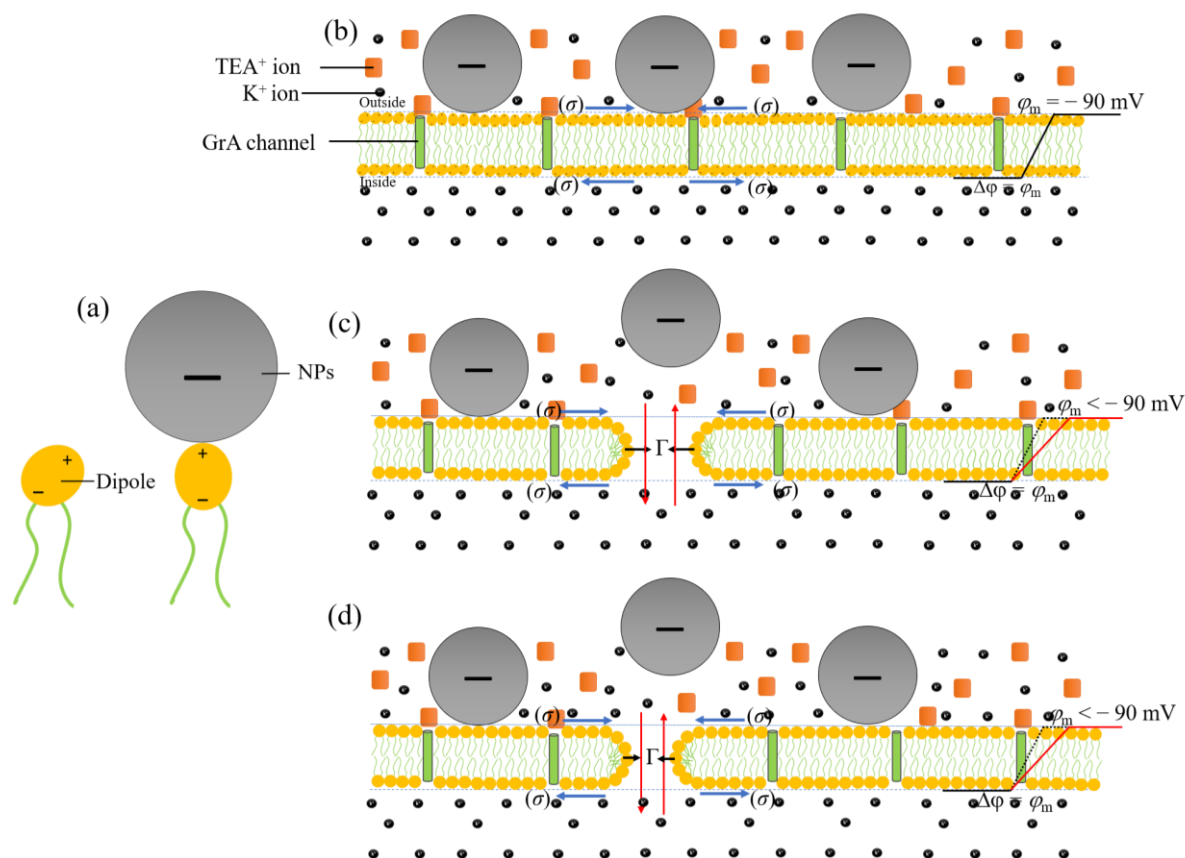 (b)
TEA⁺ ion
K⁺ ion
Outside
(σ)
(σ)
φₘ = − 90 mV
GrA channel
Inside
(σ)
(σ)
Δφ = φₘ
(a)
−
NPs
+
−
Dipole
+
−
(c)
−
−
−
(σ)
(σ)
φₘ < − 90 mV
Γ
(σ)
(σ)
Δφ = φₘ
(d)
−
−
−
(σ)
(σ)
φₘ < − 90 mV
Γ
(σ)
(σ)
Δφ = φₘ